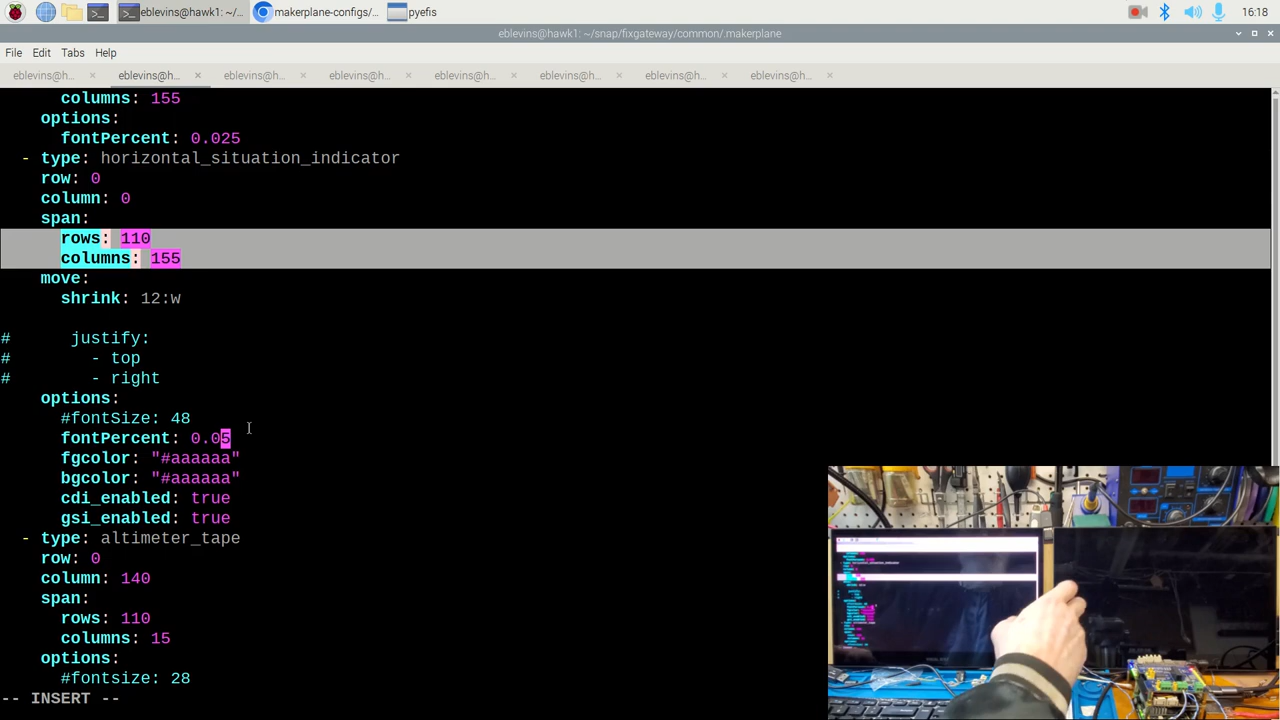 eblevins@hawk1: ~/...
makerplane-configs/...
pyefis
16:18
eblevins@hawk1: ~/snap/fixgateway/common/.makerplane
File Edit Tabs Help
eblevins@h... × eblevins@h... × eblevins@h... × eblevins@h... × eblevins@h... × eblevins@h... × eblevins@h... × eblevins@h... ×
columns: 155
options:
fontPercent: 0.025
- type: horizontal_situation_indicator
row: 0
column: 0
span:
rows: 110
columns: 155
move:
shrink: 12:w
# justify:
# - top
# - right
options:
#fontSize: 48
fontPercent: 0.05
fgcolor: "#aaaaaa"
bgcolor: "#aaaaaa"
cdi_enabled: true
gsi_enabled: true
- type: altimeter_tape
row: 0
column: 140
span:
rows: 110
columns: 15
options:
#fontsize: 28
-- INSERT --